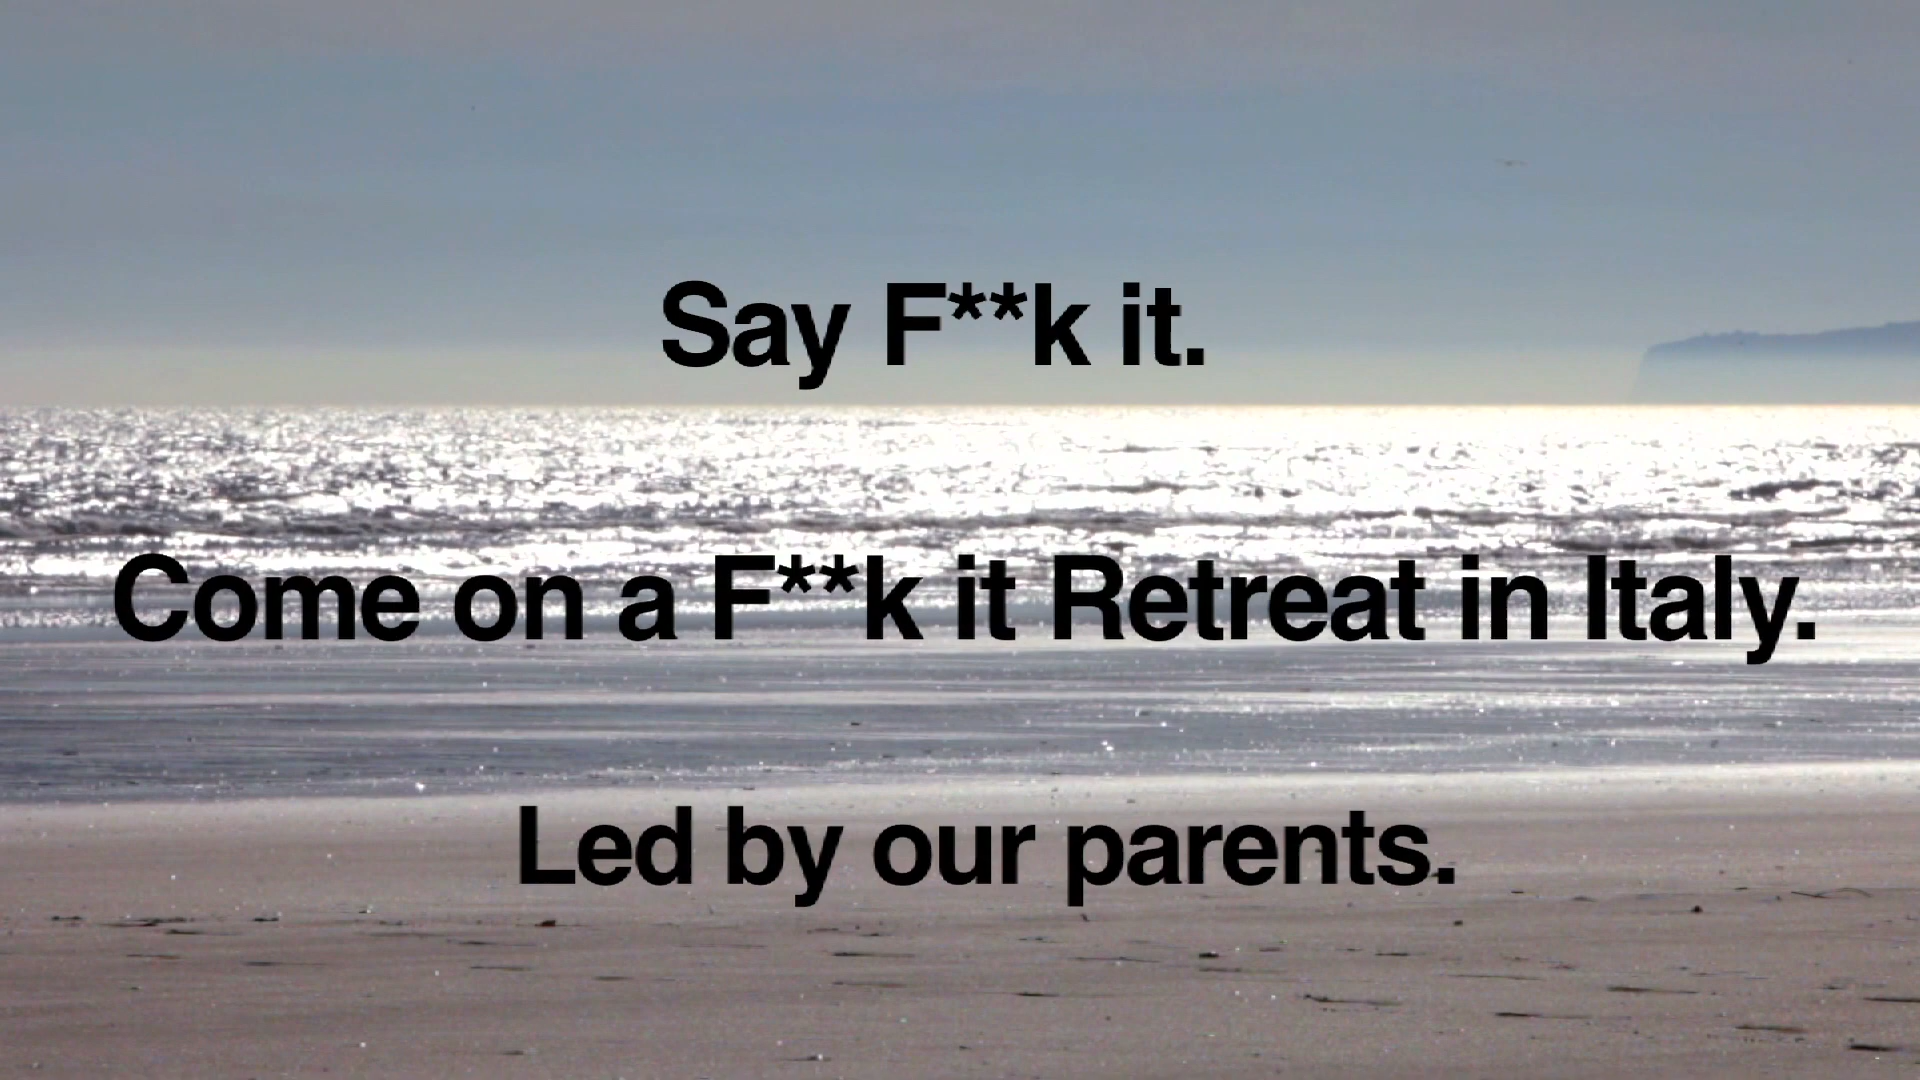 Say F**k it.
Come on a F**k it Retreat in Italy.
Led by our parents.